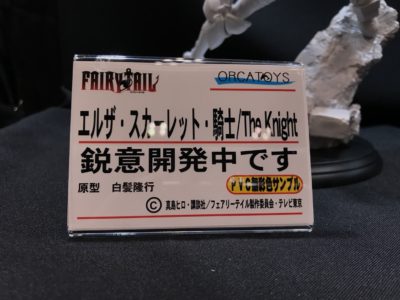 FAIRY TAIL ORCATOYS
エルザ・スカーレット・騎士/The Knight
鋭意開発中です
原型 白髪隆行 PVC無彩色サンプル
Ⓒ真島ヒロ・講談社/フェアリーテイル製作委員会・テレビ東京